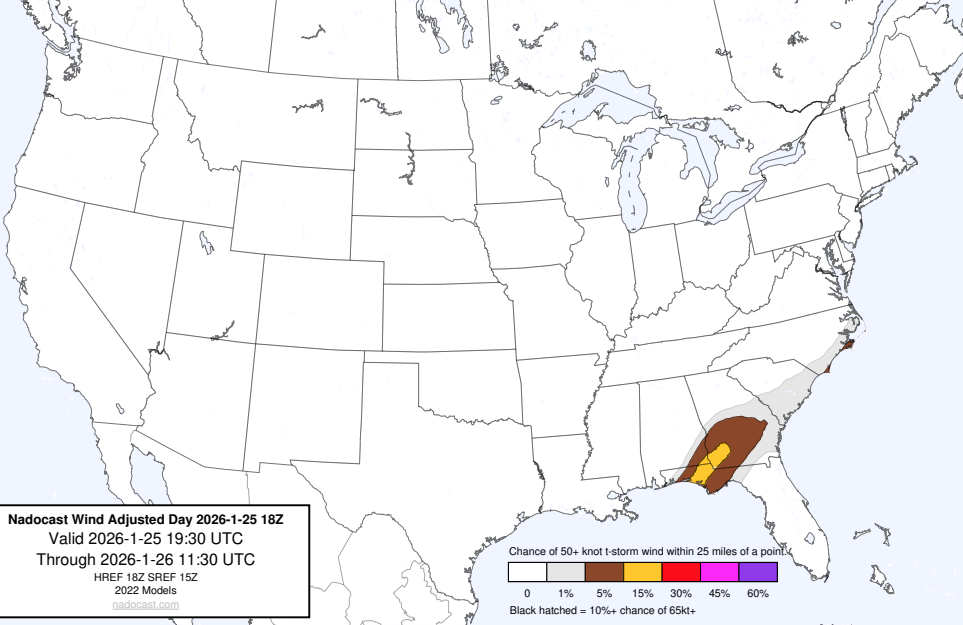 Nadocast Wind Adjusted Day 2026-1-25 18Z
Valid 2026-1-25 19:30 UTC
Through 2026-1-26 11:30 UTC
HREF 18Z SREF 15Z
2022 Models
nadocast.com
Chance of 50+ knot t-storm wind within 25 miles of a point.
0 1% 5% 15% 30% 45% 60%
Black hatched = 10%+ chance of 65kt+